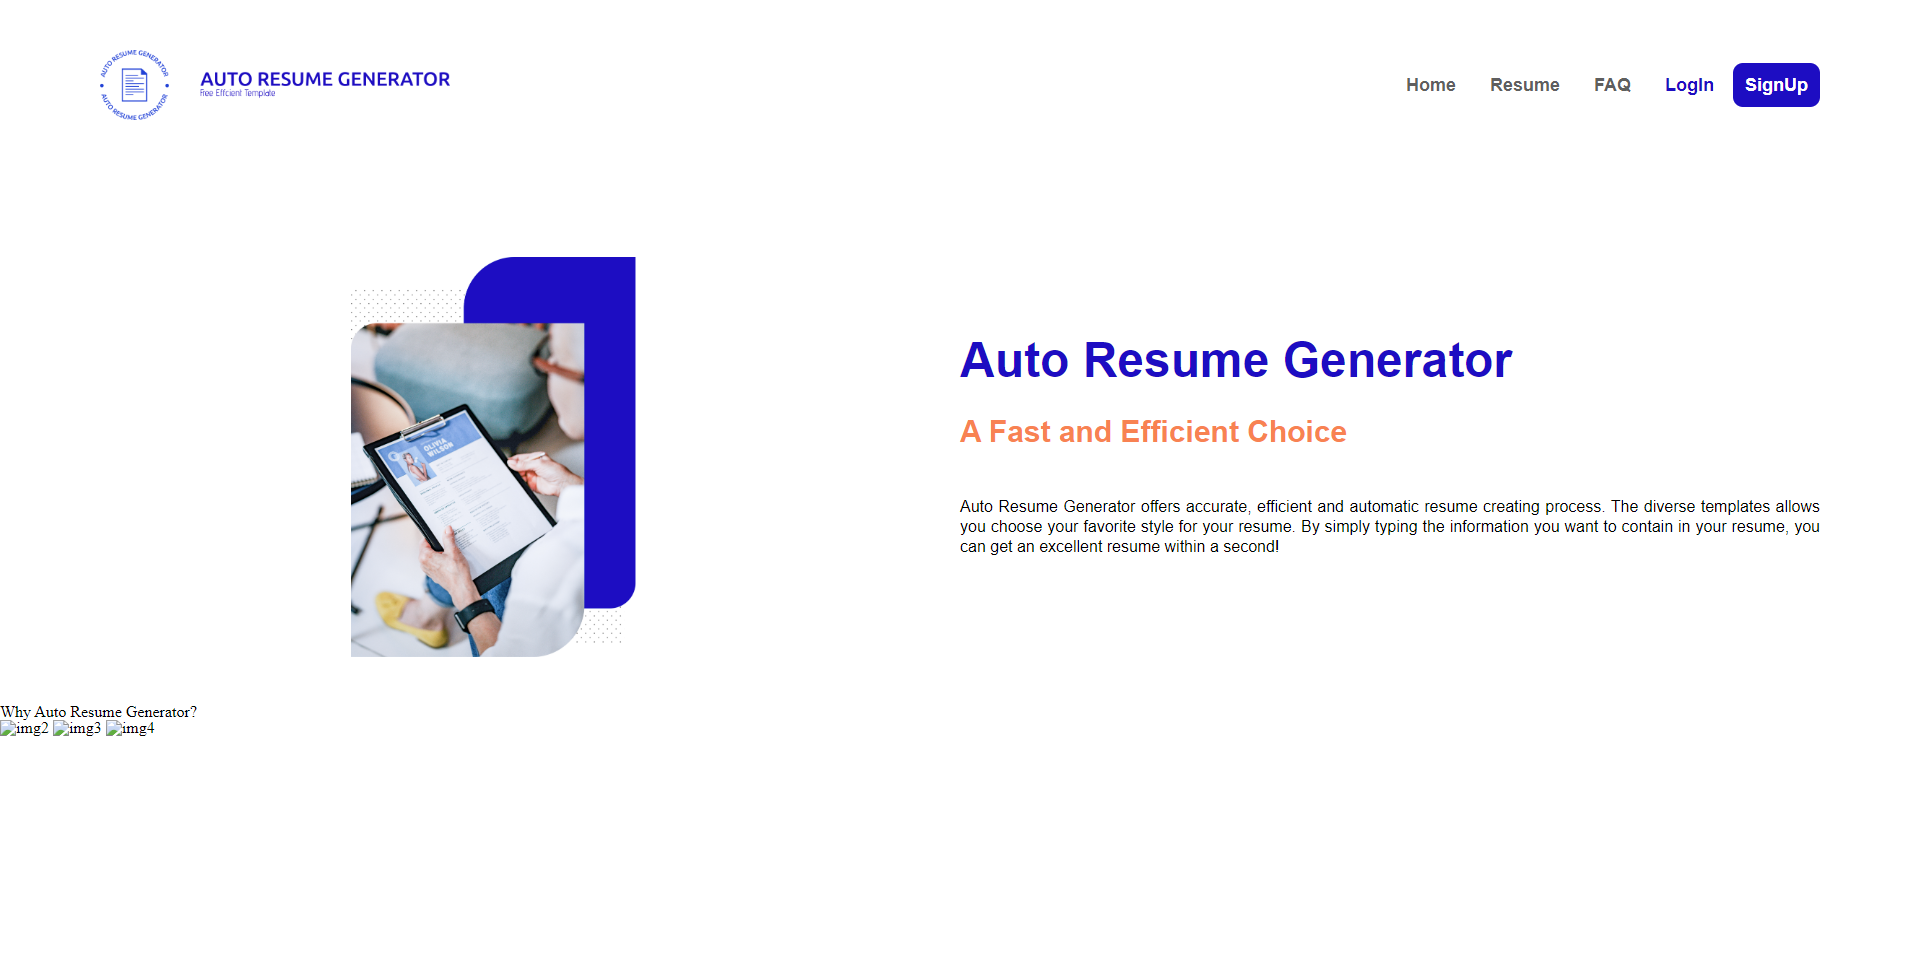 AUTO RESUME GENERATOR
AUTO RESUME GENERATOR
AUTO RESUME GENERATOR
Free Effcient Template
Home Resume FAQ LogIn SignUp
OLIVIA
WILSON
Auto Resume Generator
A Fast and Efficient Choice
Auto Resume Generator offers accurate, efficient and automatic resume creating process. The diverse templates allows
you choose your favorite style for your resume. By simply typing the information you want to contain in your resume, you
can get an excellent resume within a second!
Why Auto Resume Generator?
img2 img3 img4